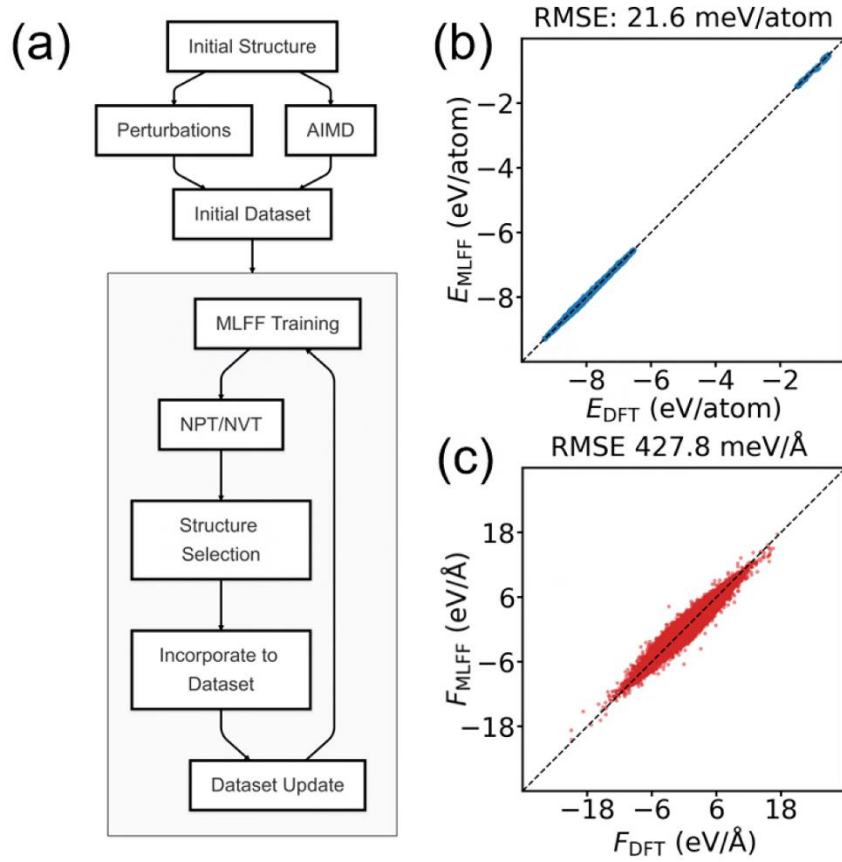 (a)
Initial Structure
Perturbations
AIMD
Initial Dataset
MLFF Training
NPT/NVT
Structure
Selection
Incorporate to
Dataset
Dataset Update
(b)
RMSE: 21.6 meV/atom
E_MLFF (eV/atom)
−2
−4
−6
−8
−8 −6 −4 −2
E_DFT (eV/atom)
(c)
RMSE 427.8 meV/Å
F_MLFF (eV/Å)
18
6
−6
−18
−18 −6 6 18
F_DFT (eV/Å)